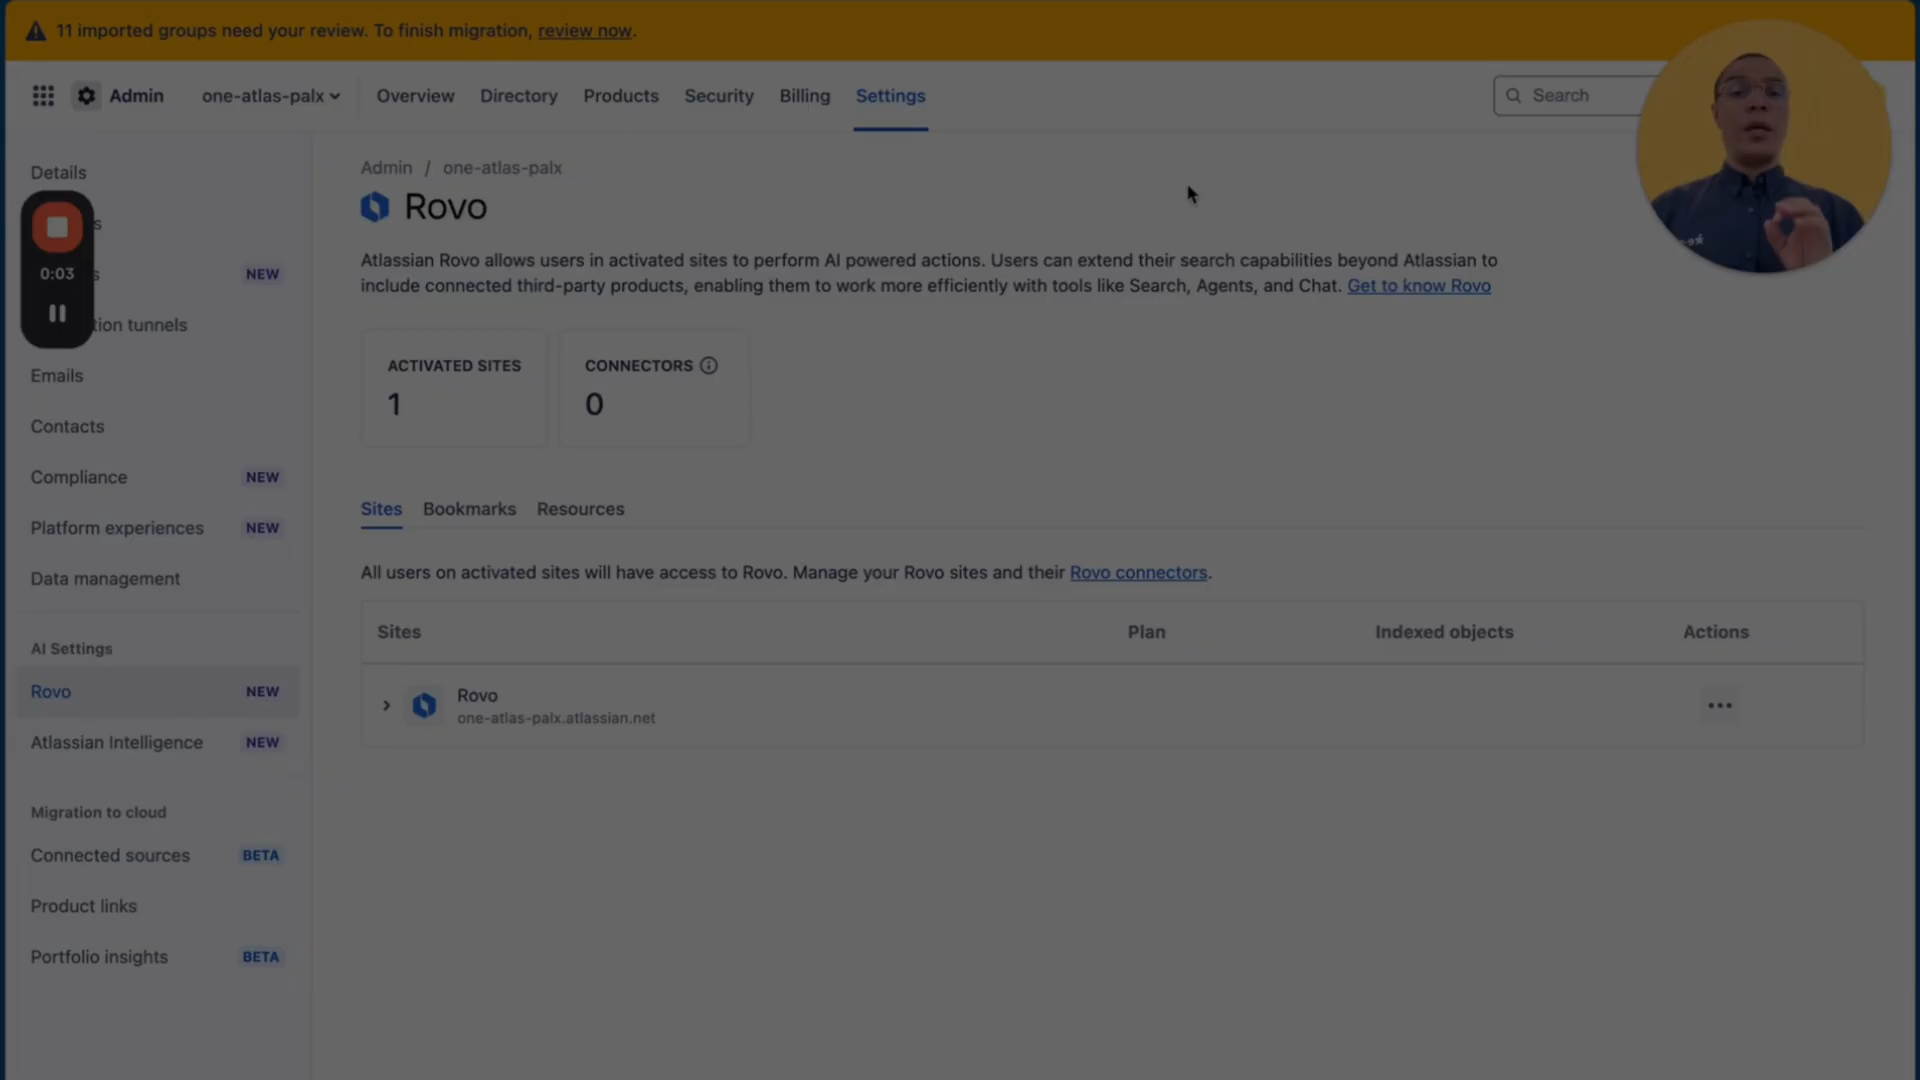 11 imported groups need your review. To finish migration, review now.
Admin
one-atlas-palx
Overview
Directory
Products
Security
Billing
Settings
Search
Details
s
0:03
s NEW
tion tunnels
Emails
Contacts
Compliance NEW
Platform experiences NEW
Data management
AI Settings
Rovo NEW
Atlassian Intelligence NEW
Migration to cloud
Connected sources BETA
Product links
Portfolio insights BETA
Admin / one-atlas-palx
Rovo
Atlassian Rovo allows users in activated sites to perform AI powered actions. Users can extend their search capabilities beyond Atlassian to
include connected third-party products, enabling them to work more efficiently with tools like Search, Agents, and Chat. Get to know Rovo
ACTIVATED SITES
1
CONNECTORS
0
Sites Bookmarks Resources
All users on activated sites will have access to Rovo. Manage your Rovo sites and their Rovo connectors.
Sites Plan Indexed objects Actions
Rovo
one-atlas-palx.atlassian.net